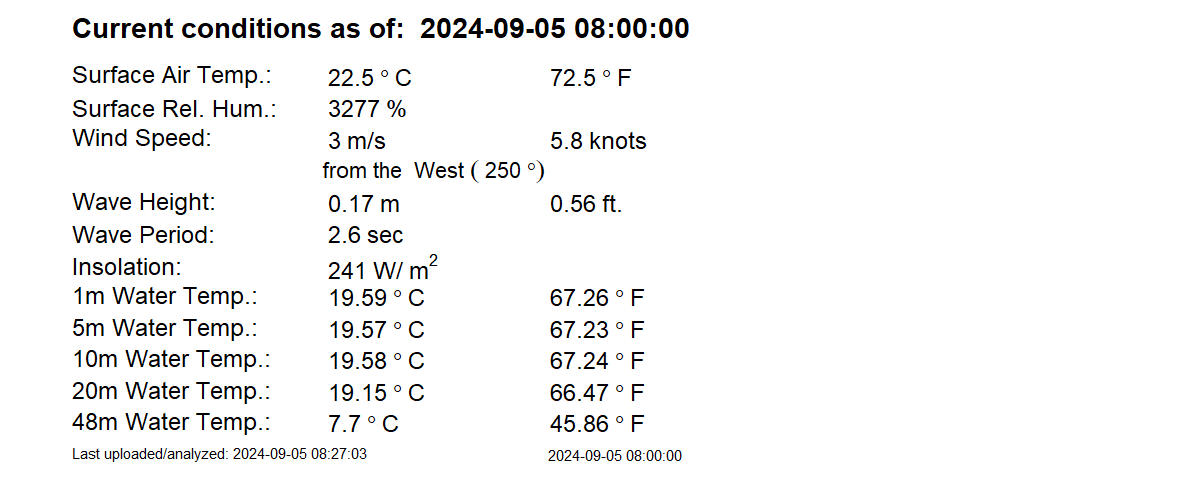 Current conditions as of: 2024-09-05 08:00:00
Surface Air Temp.: 22.5 ° C 72.5 ° F
Surface Rel. Hum.: 3277 %
Wind Speed: 3 m/s 5.8 knots
from the West ( 250 °)
Wave Height: 0.17 m 0.56 ft.
Wave Period: 2.6 sec
Insolation: 241 W/ m²
1m Water Temp.: 19.59 ° C 67.26 ° F
5m Water Temp.: 19.57 ° C 67.23 ° F
10m Water Temp.: 19.58 ° C 67.24 ° F
20m Water Temp.: 19.15 ° C 66.47 ° F
48m Water Temp.: 7.7 ° C 45.86 ° F
Last uploaded/analyzed: 2024-09-05 08:27:03 2024-09-05 08:00:00